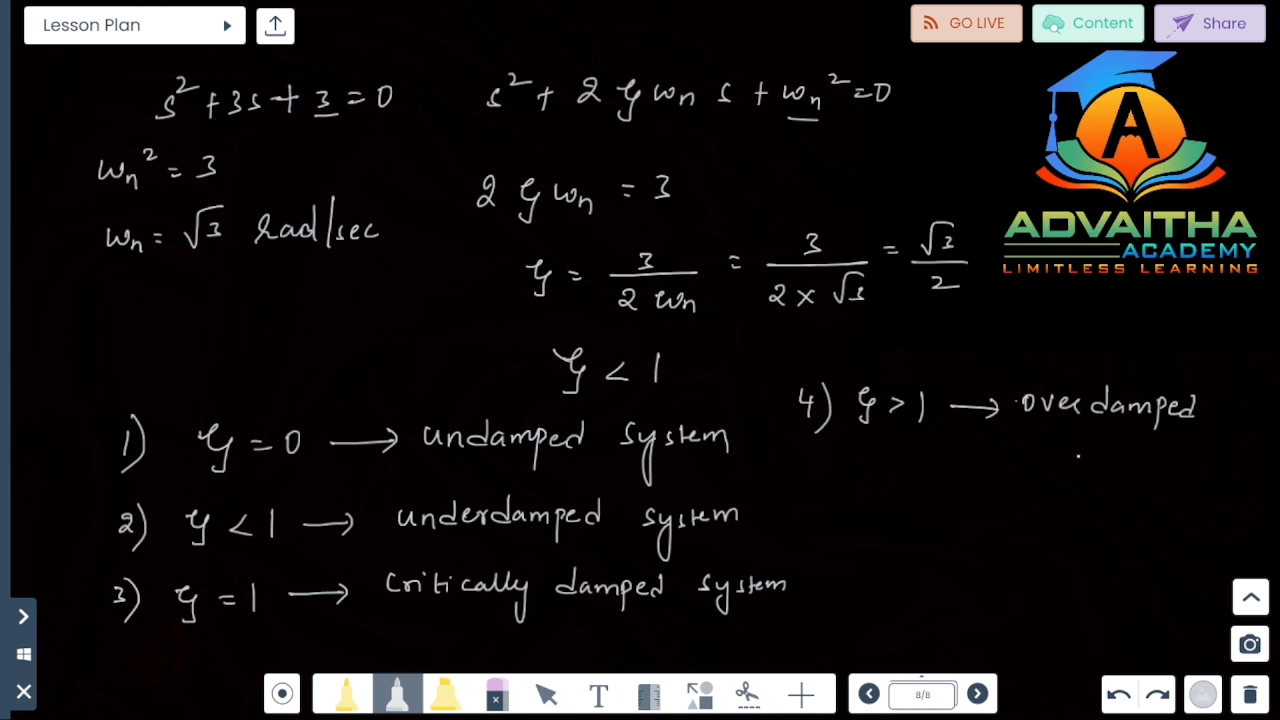 Lesson Plan
GO LIVE
Content
Share
s² + 3s + 3 = 0
s² + 2 ξ ωn s + ωn² = 0
ωn² = 3
2 ξ ωn = 3
ωn = √3 rad/sec
ξ = 3 / 2 ωn = 3 / 2 × √3 = √3 / 2
ξ < 1
1) ξ = 0 → undamped system
2) ξ < 1 → underdamped system
3) ξ = 1 → critically damped system
4) ξ > 1 → overdamped
A
ADVAITHA
ACADEMY
LIMITLESS LEARNING
T
8/8